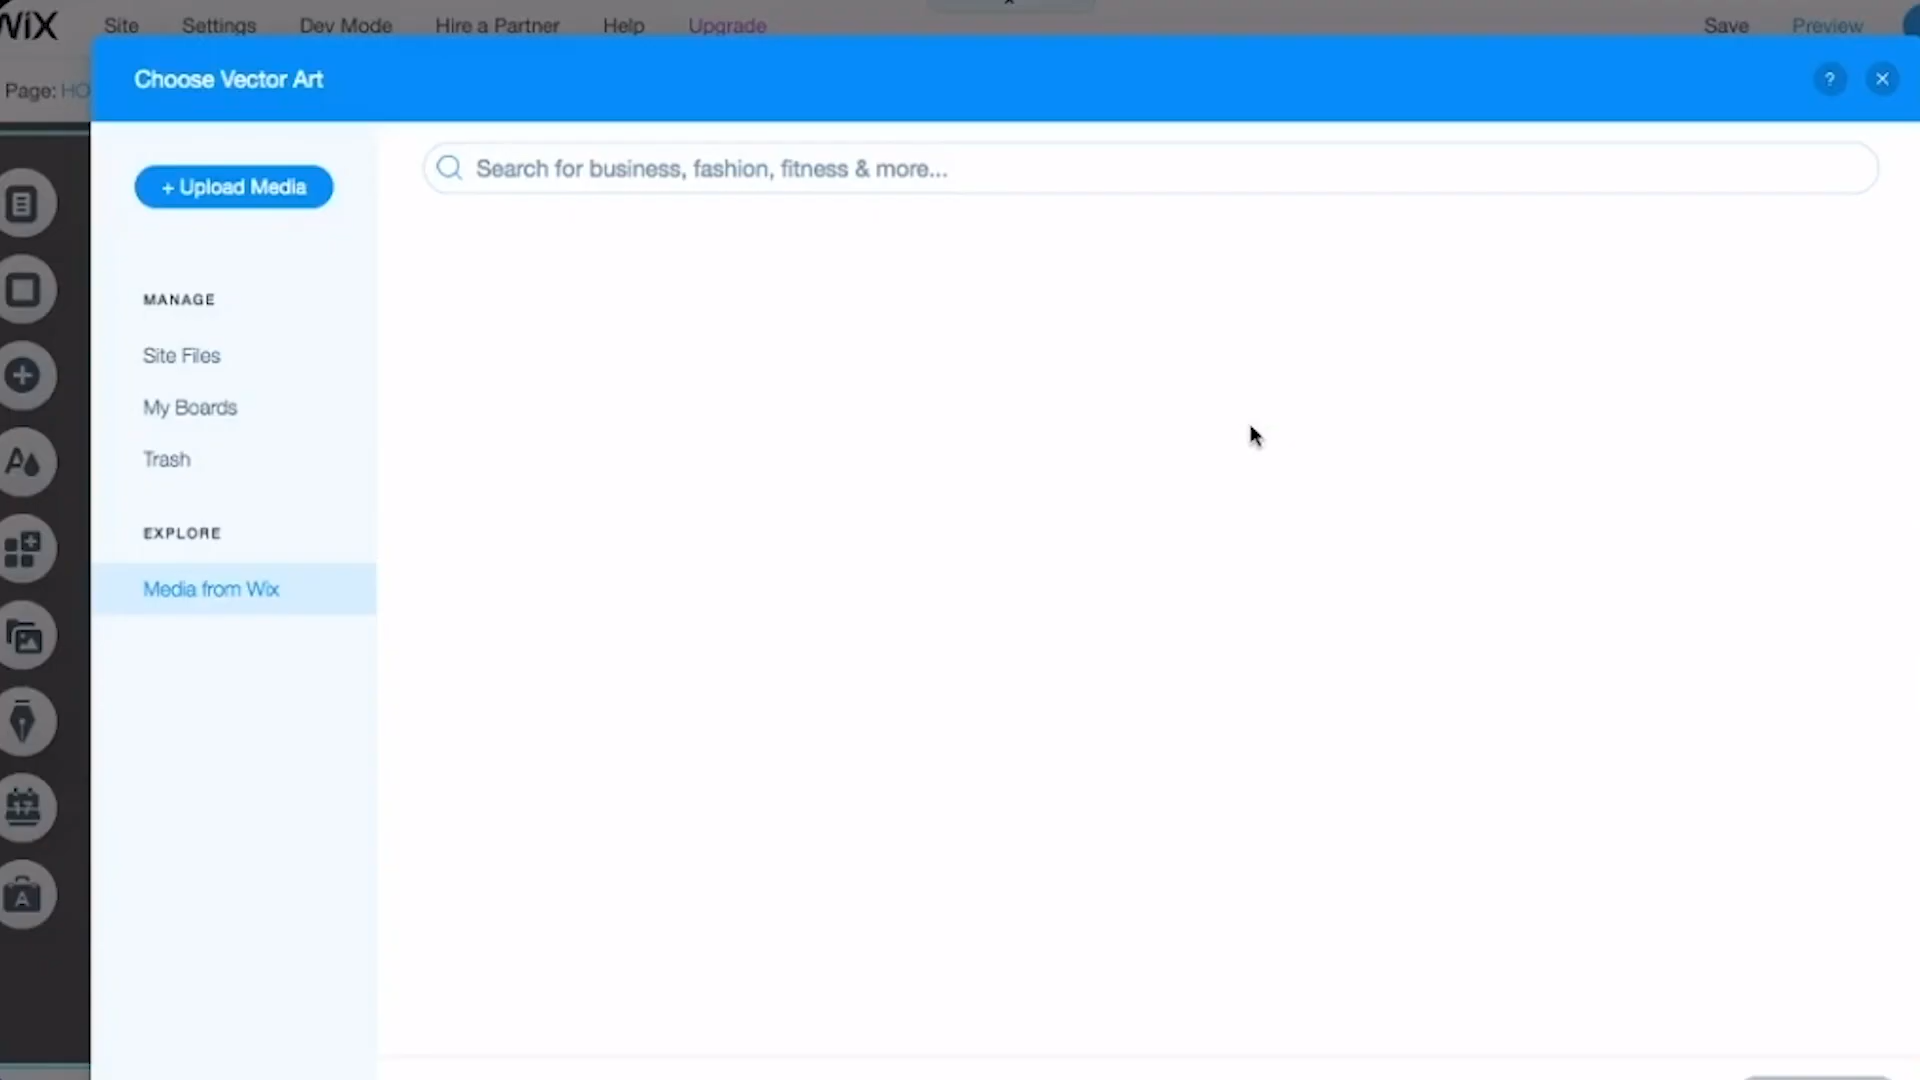 WiX Site Settings Dev Mode Hire a Partner Help Upgrade Save Preview
Page: HO
Choose Vector Art
?
+ Upload Media
Search for business, fashion, fitness & more...
MANAGE
Site Files
My Boards
Trash
EXPLORE
Media from Wix
17
A